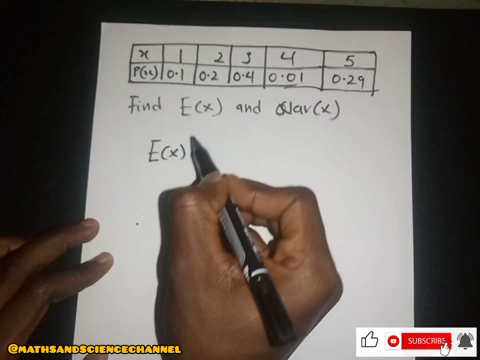 x 1 2 3 4 5
P(x) 0.1 0.2 0.4 0.01 0.29
Find E(x) and Var(x)
E(x)
@MATHSANDSCIENCECHANNEL
SUBSCRIBE